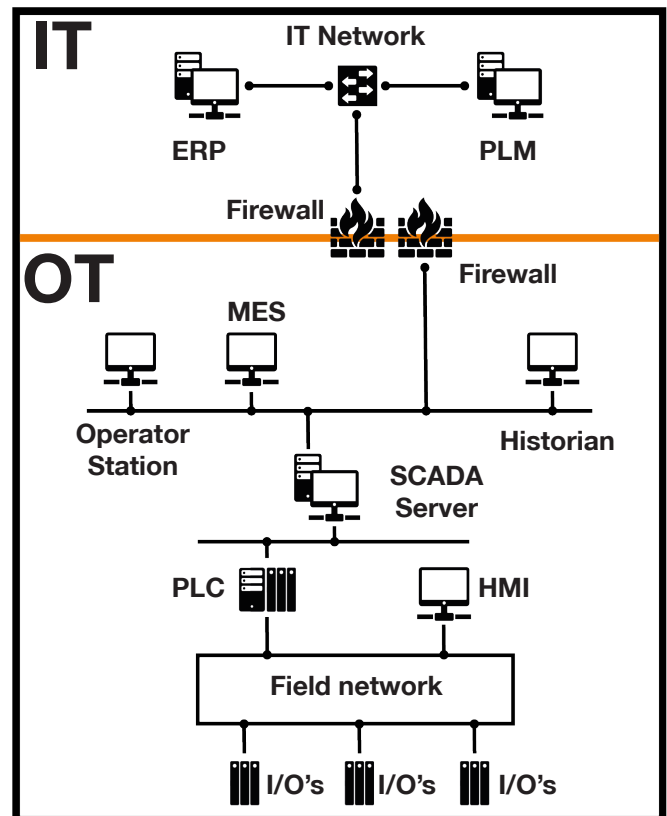 IT
IT Network
ERP
PLM
Firewall
OT
Firewall
MES
Operator
Station
Historian
SCADA
Server
PLC
HMI
Field network
I/O's
I/O's
I/O's